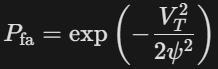 P_fa = exp(−V_T^2 / 2ψ^2)